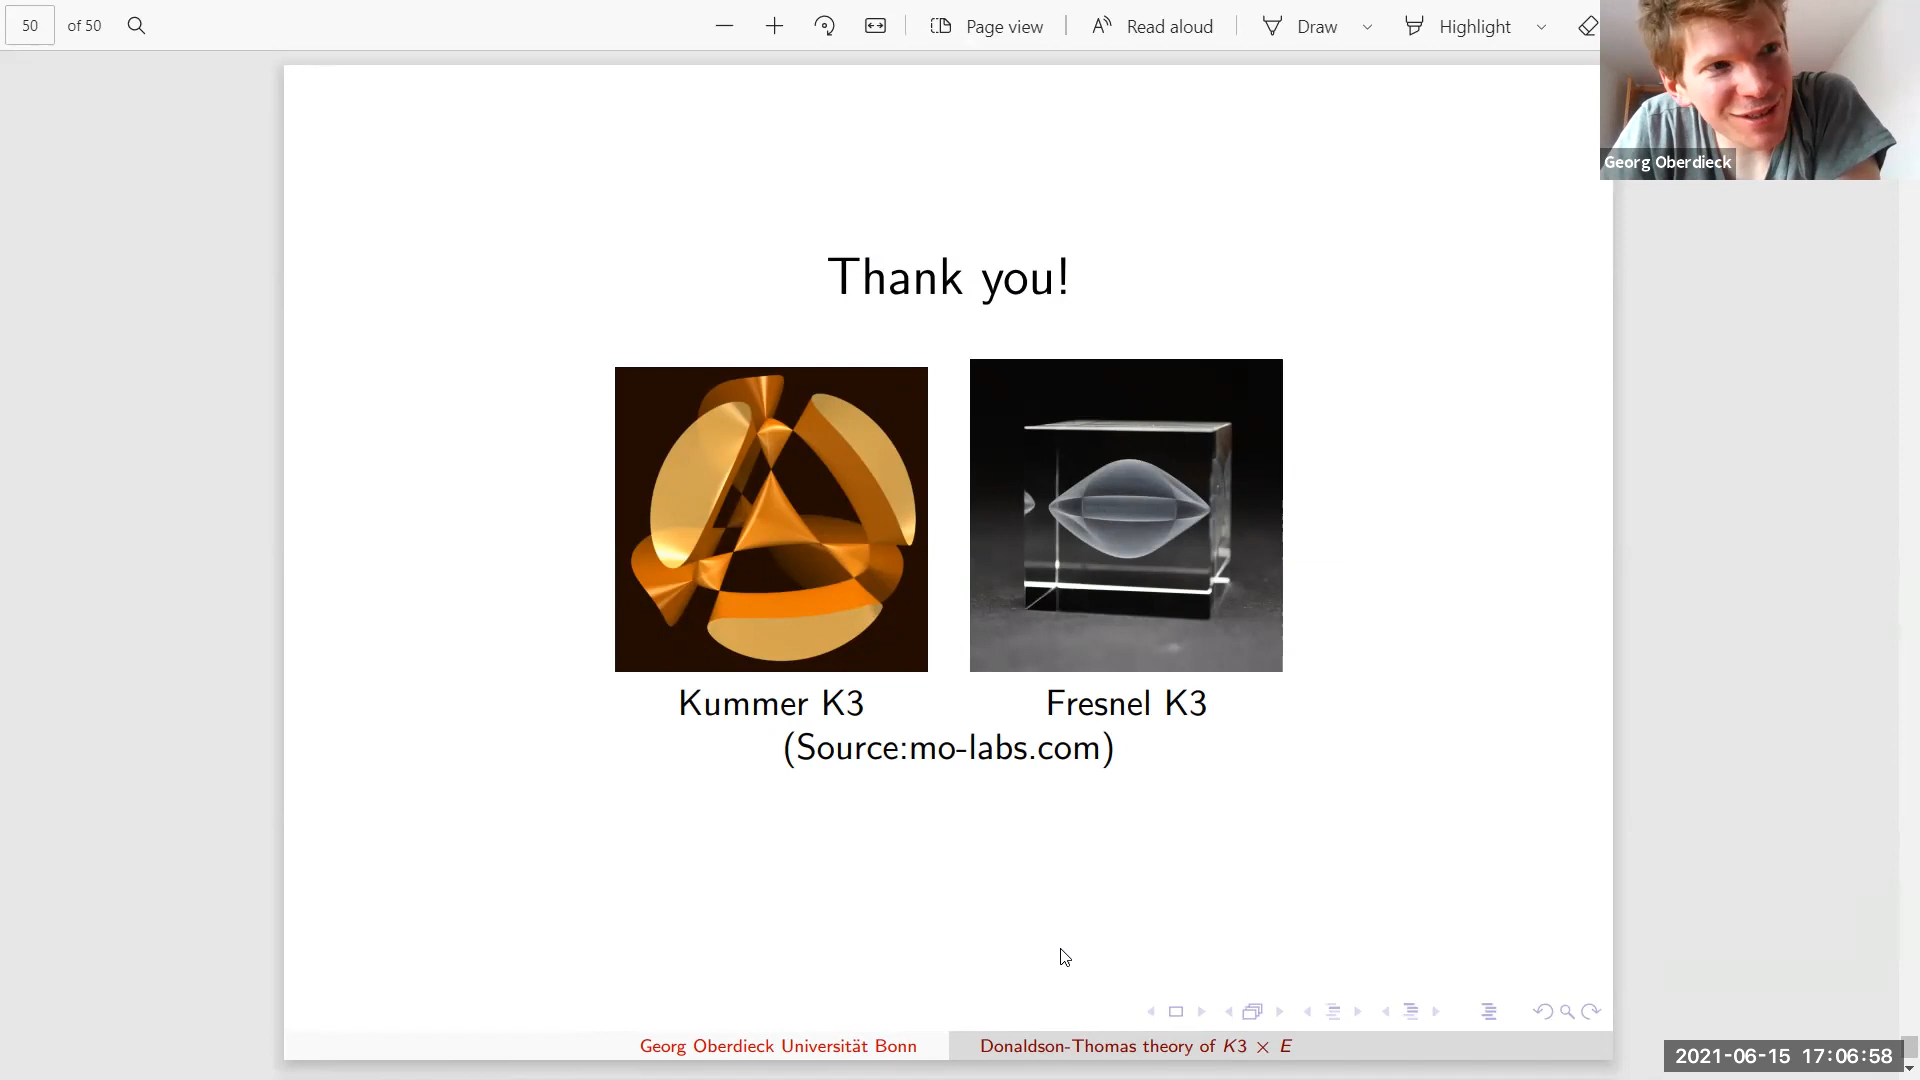 50 of 50 Page view Read aloud Draw Highlight
Georg Oberdieck
Thank you!
Kummer K3 Fresnel K3
(Source:mo-labs.com)
Georg Oberdieck Universität Bonn Donaldson-Thomas theory of K3 × E
2021-06-15 17:06:58